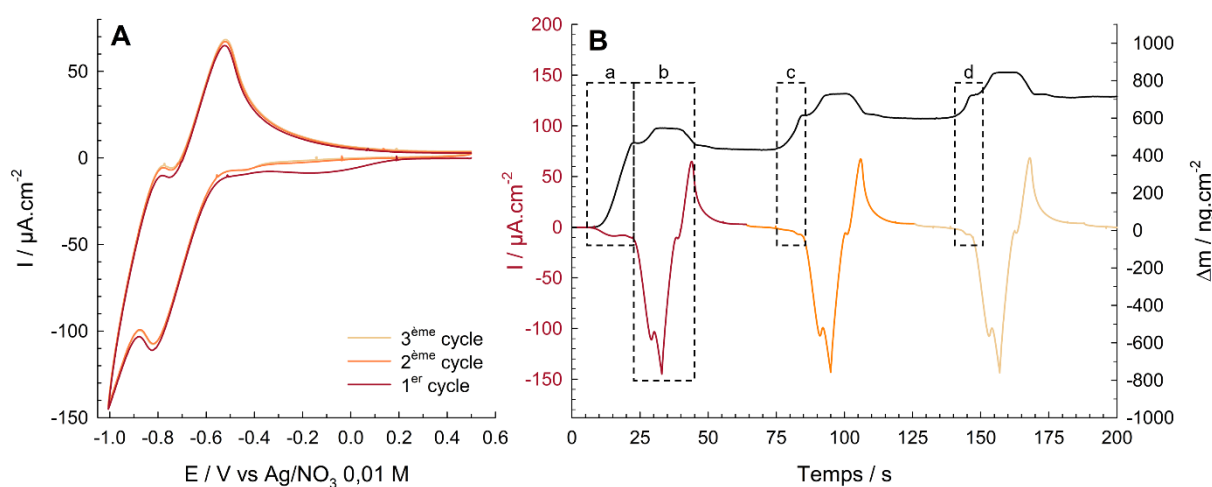 A
I / µA.cm-2
50
0
-50
-100
-150
-1.0 -0.8 -0.6 -0.4 -0.2 0.0 0.2 0.4 0.6
E / V vs Ag/NO3 0,01 M
3ème cycle
2ème cycle
1er cycle
B
I / µA.cm-2
200
150
100
50
0
-50
-100
-150
a
b
c
d
0 25 50 75 100 125 150 175 200
Temps / s
1000
800
600
400
200
0
-200
-400
-600
-800
-1000
Δm / ng.cm-2